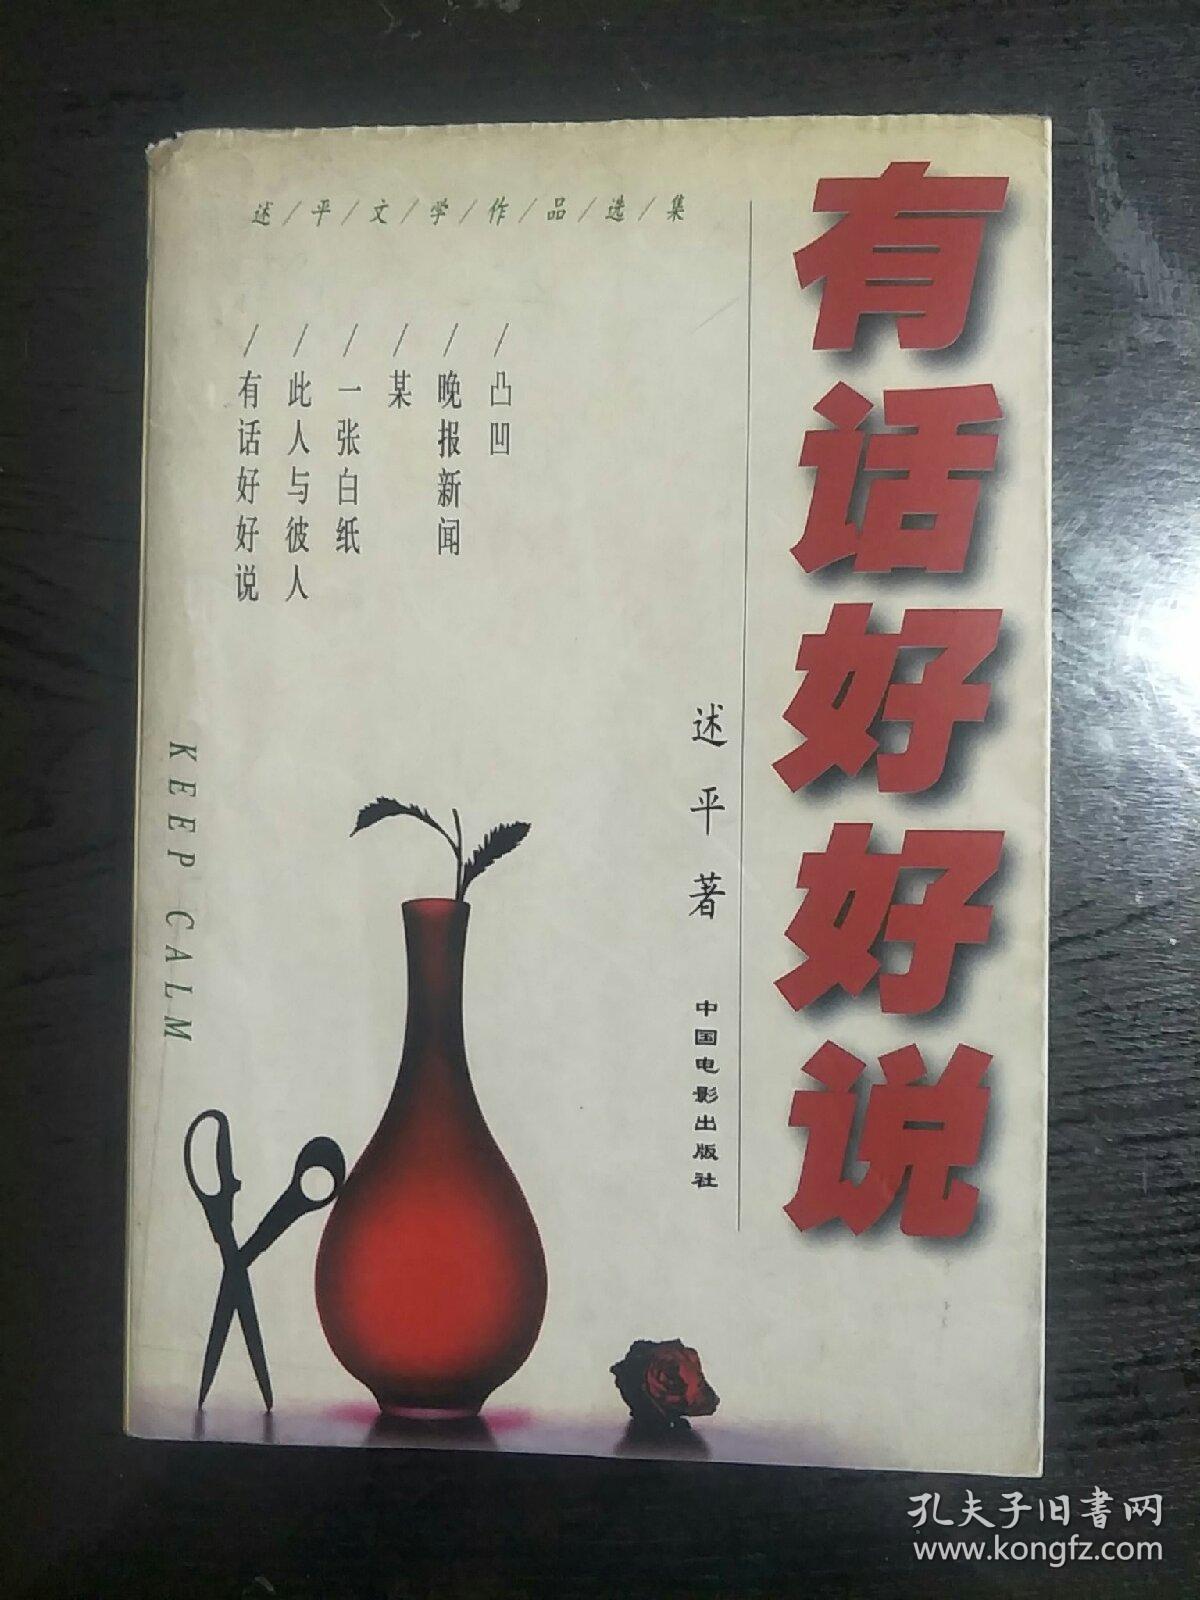 述/平/文/学/作/品/选/集
有话好好说
/凸凹
/晚报新闻
/某
/一张白纸
/此人与彼人
/有话好好说
述平著
中国电影出版社
KEEP CALM
孔夫子旧书网
www.kongfz.com